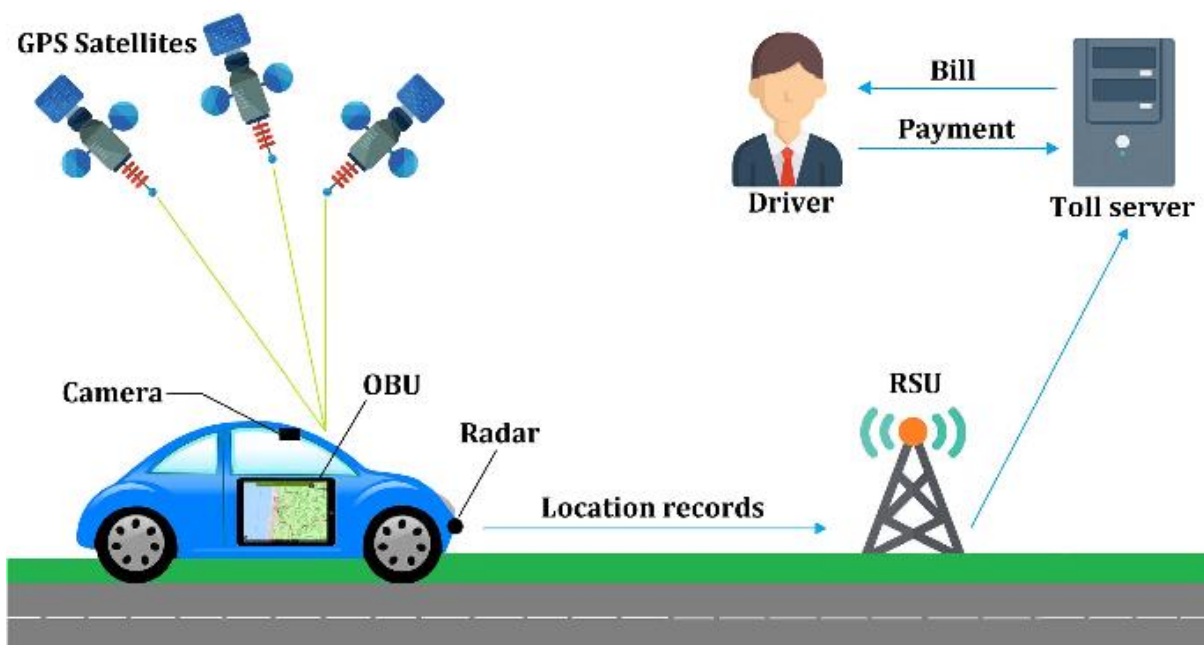 GPS Satellites
Bill
Payment
Driver
Toll server
Camera
OBU
Radar
RSU
Location records